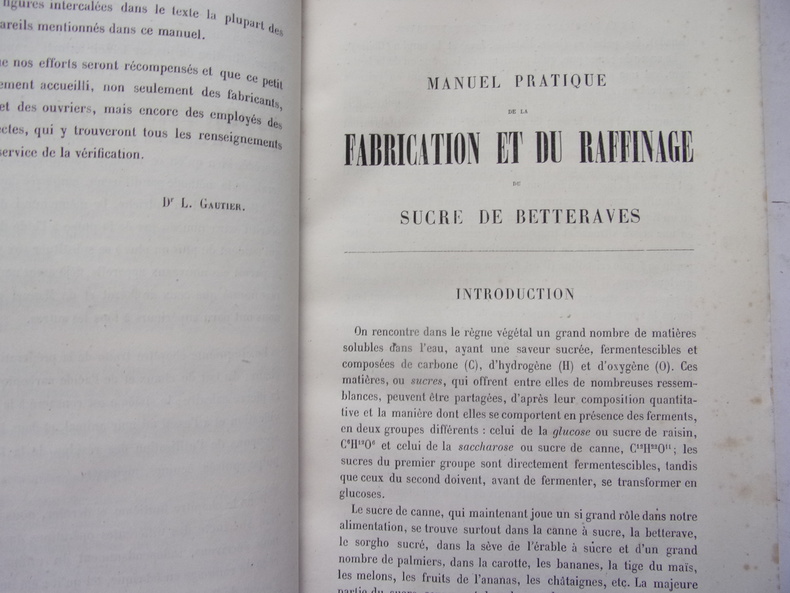 figures intercalées dans le texte la plupart des
areils mentionnés dans ce manuel.
e nos efforts seront récompensés et que ce petit
ement accueilli, non seulement des fabricants,
et des ouvriers, mais encore des employés des
ectes, qui y trouveront tous les renseignements
service de la vérification.
Dr L. GAUTIER.
MANUEL PRATIQUE
DE LA
FABRICATION ET DU RAFFINAGE
DU
SUCRE DE BETTERAVES
INTRODUCTION
On rencontre dans le règne végétal un grand nombre de matières
solubles dans l'eau, ayant une saveur sucrée, fermentescibles et
composées de carbone (C), d'hydrogène (H) et d'oxygène (O). Ces
matières, ou sucres, qui offrent entre elles de nombreuses ressem-
blances, peuvent être partagées, d'après leur composition quantita-
tive et la manière dont elles se comportent en présence des ferments,
en deux groupes différents : celui de la glucose ou sucre de raisin,
C⁶H¹²O⁶ et celui de la saccharose ou sucre de canne, C¹²H²²O¹¹; les
sucres du premier groupe sont directement fermentescibles, tandis
que ceux du second doivent, avant de fermenter, se transformer en
glucoses.
Le sucre de canne, qui maintenant joue un si grand rôle dans notre
alimentation, se trouve surtout dans la canne à sucre, la betterave,
le sorgho sucré, dans la sève de l'érable à sucre et d'un grand
nombre de palmiers, dans la carotte, les bananes, la tige du maïs,
les melons, les fruits de l'ananas, les châtaignes, etc. La majeure
partie du sucre